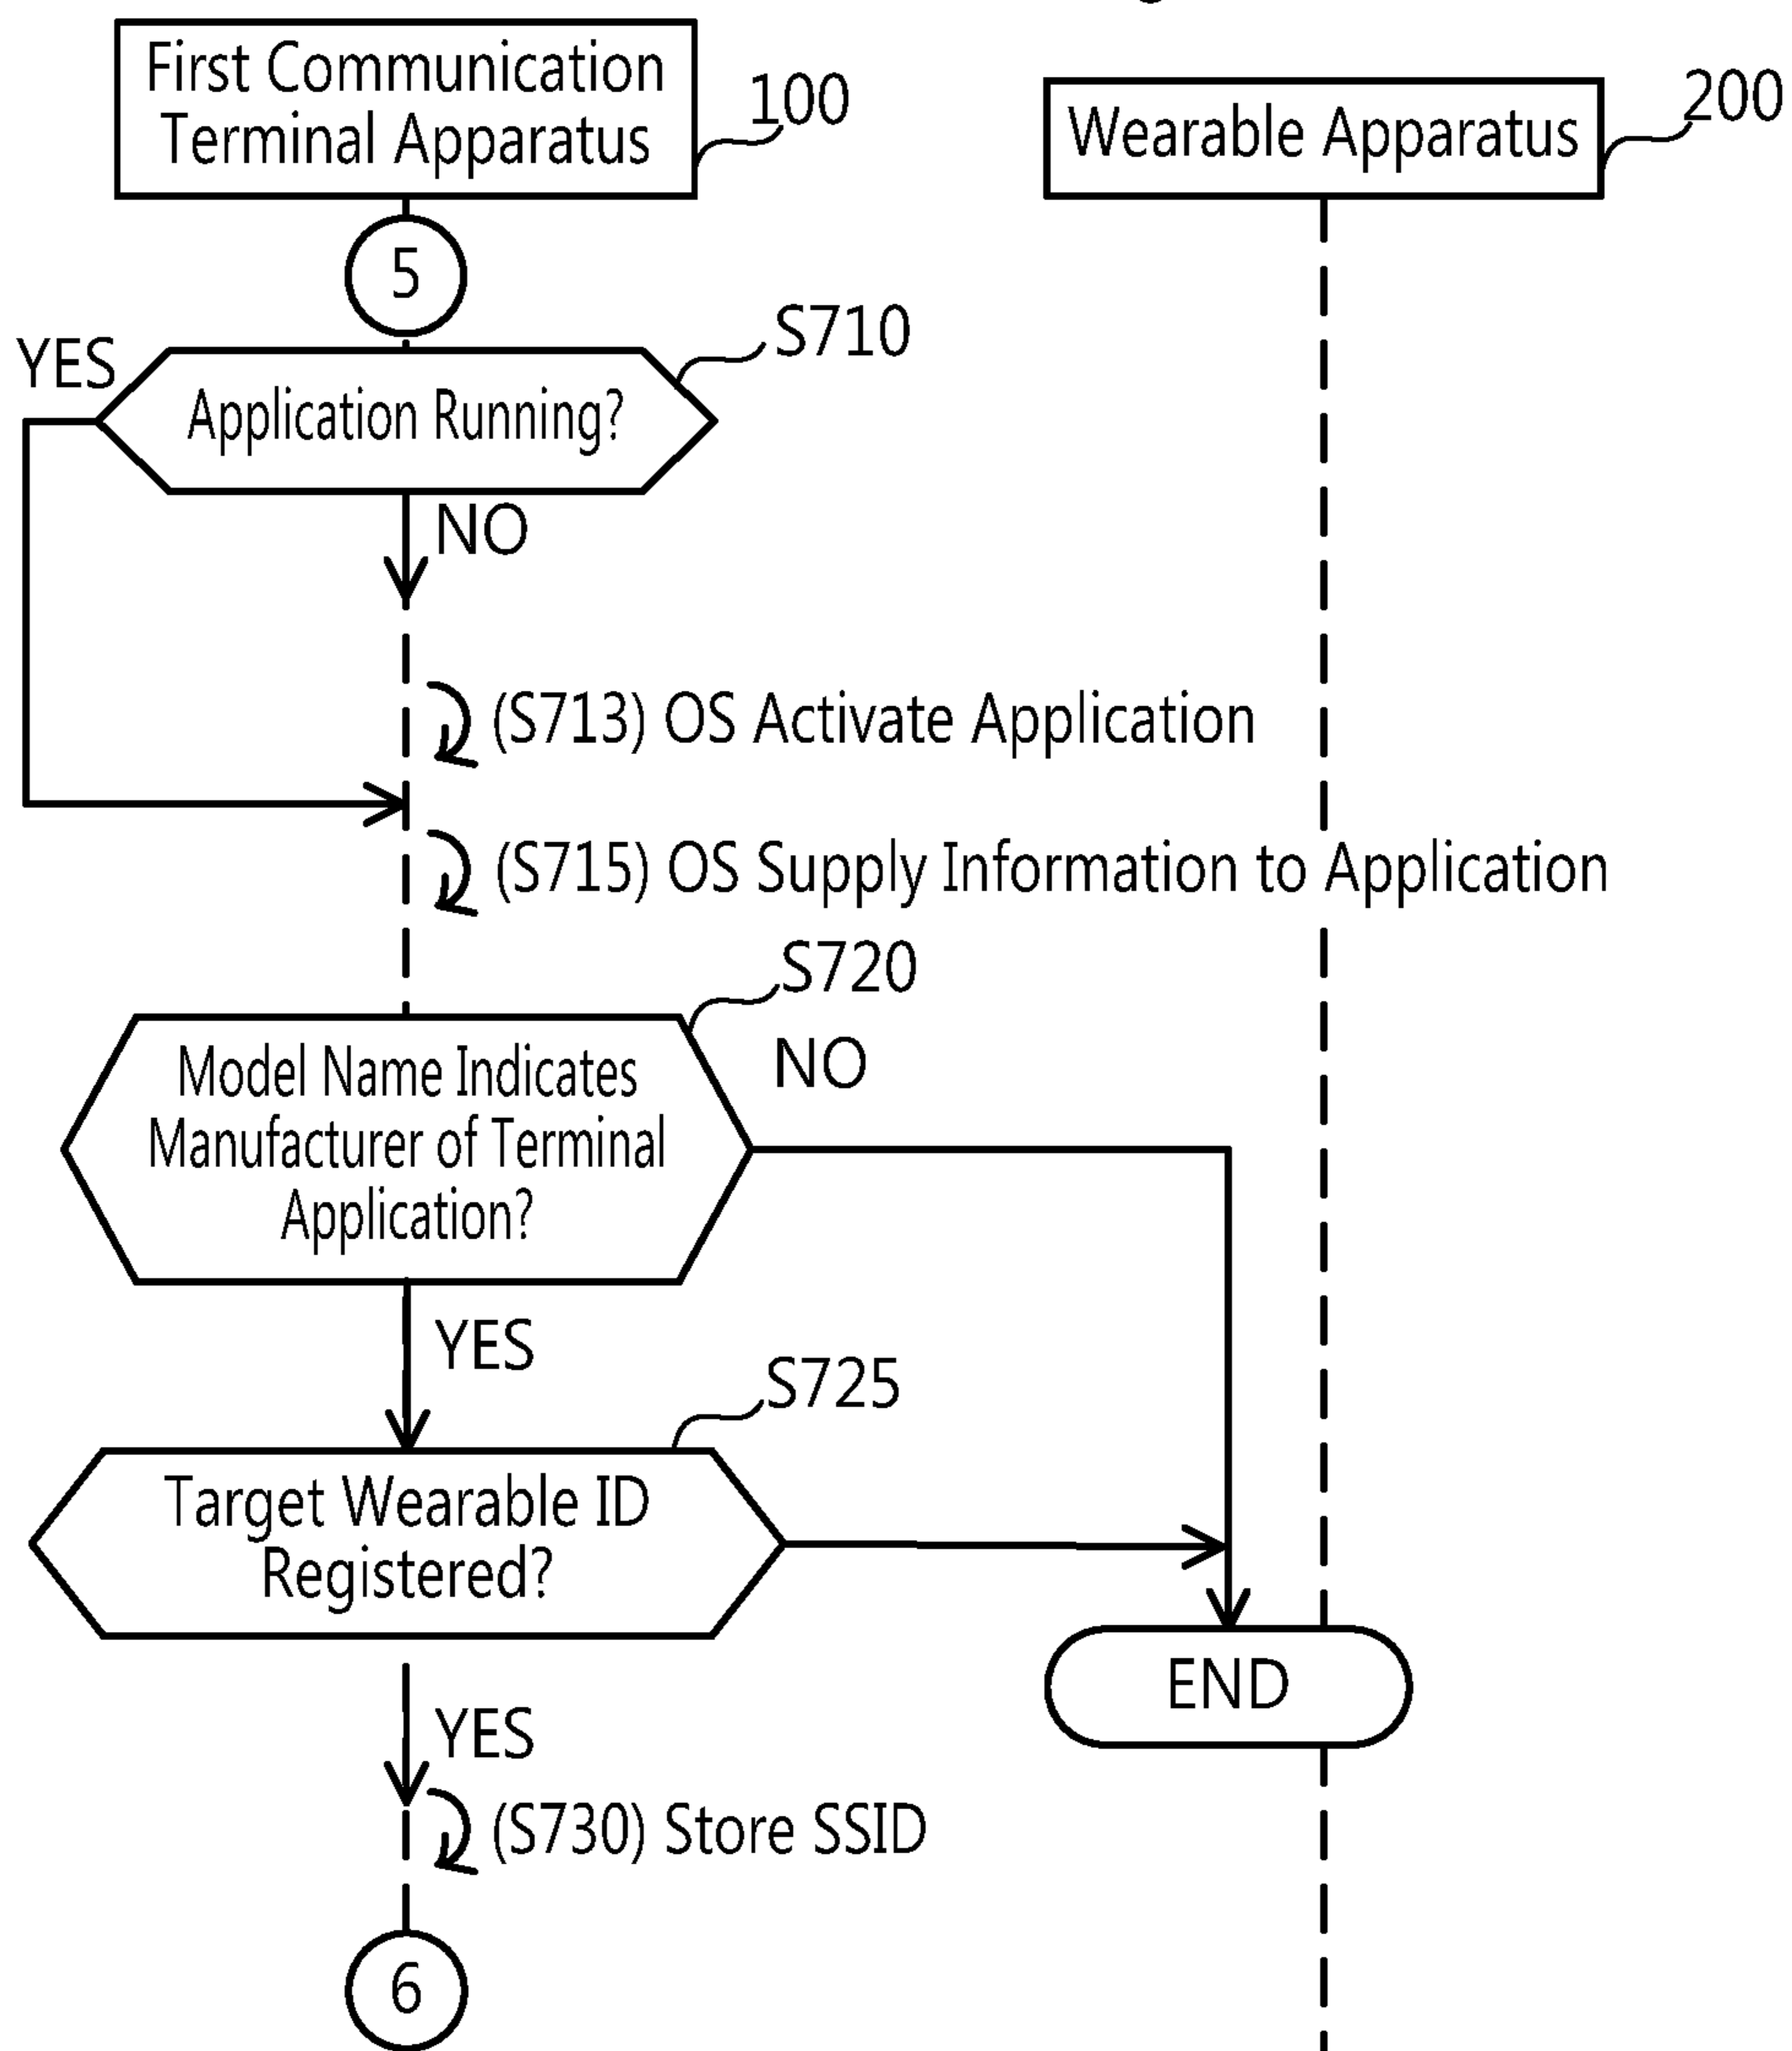 First Communication
Terminal Apparatus
100
Wearable Apparatus
200
5
S710
YES
Application Running?
NO
(S713) OS Activate Application
(S715) OS Supply Information to Application
S720
NO
Model Name Indicates
Manufacturer of Terminal
Application?
YES
S725
Target Wearable ID
Registered?
END
YES
(S730) Store SSID
6